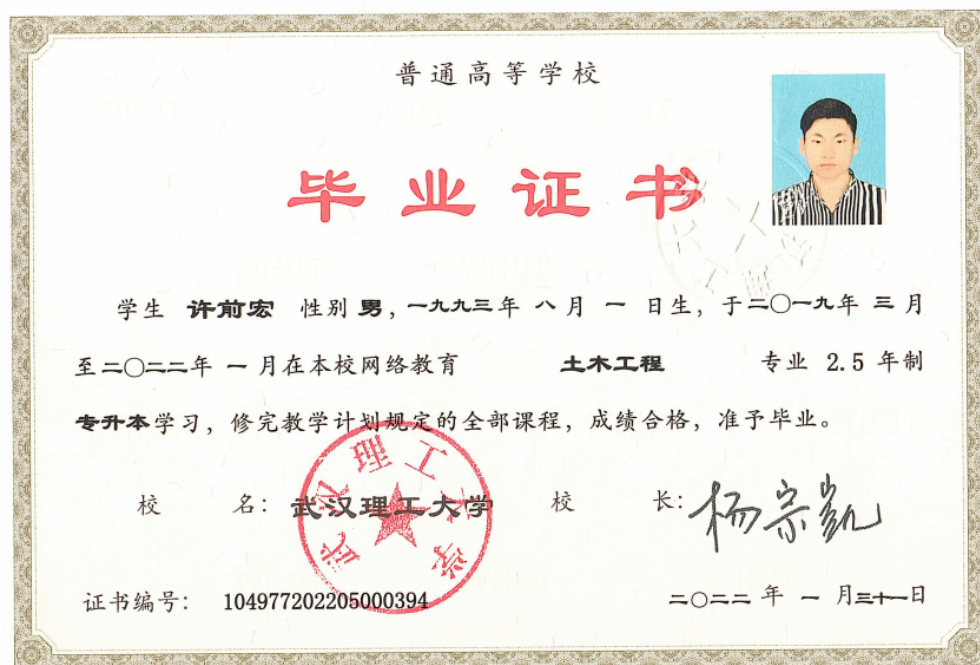 普通高等学校
毕业证书
学生 许前宏 性别 男，一九九三年 八 月 一 日生，于二〇一九年 三 月
至二〇二二年 一 月在本校网络教育 土木工程 专业 2.5 年制
专升本学习，修完教学计划规定的全部课程，成绩合格，准予毕业。
校 名：武汉理工大学 校 长：杨宗凯
武汉理工大学
证书编号： 104977202205000394 二〇二二 年 一 月三十一日